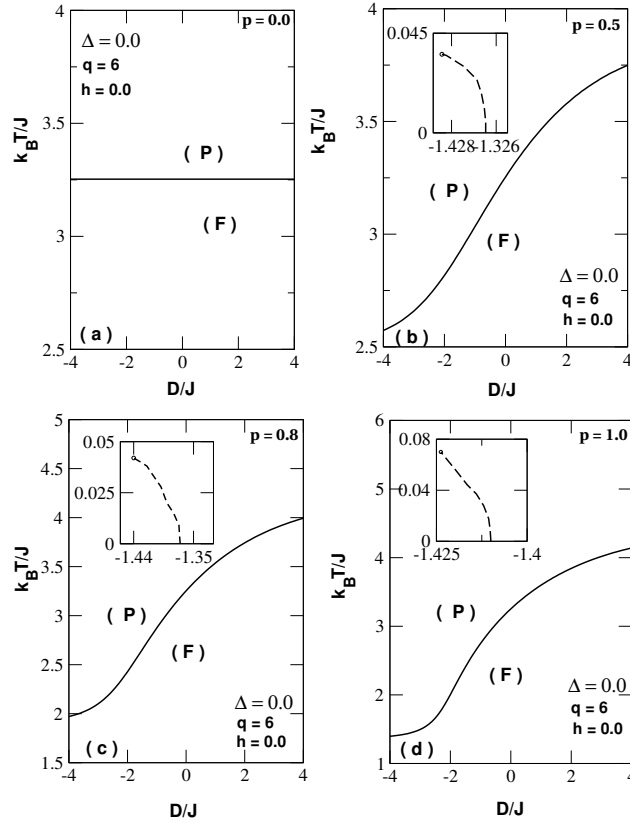 p = 0.0
Δ = 0.0
q = 6
h = 0.0
( P )
( F )
( a )
k_B T/J
4
3.5
3
2.5
-4 -2 0 2 4
D/J
p = 0.5
0.045
0
-1.428 -1.326
( P )
( F )
Δ = 0.0
q = 6
h = 0.0
( b )
k_B T/J
4
3.5
3
2.5
-4 -2 0 2 4
D/J
p = 0.8
0.05
0.025
0
-1.44 -1.35
( P )
( F )
Δ = 0.0
q = 6
h = 0.0
( c )
k_B T/J
5
4.5
4
3.5
3
2.5
2
1.5
-4 -2 0 2 4
D/J
p = 1.0
0.08
0.04
0
-1.425 -1.4
( P )
( F )
Δ = 0.0
q = 6
h = 0.0
( d )
k_B T/J
6
5
4
3
2
1
-4 -2 0 2 4
D/J